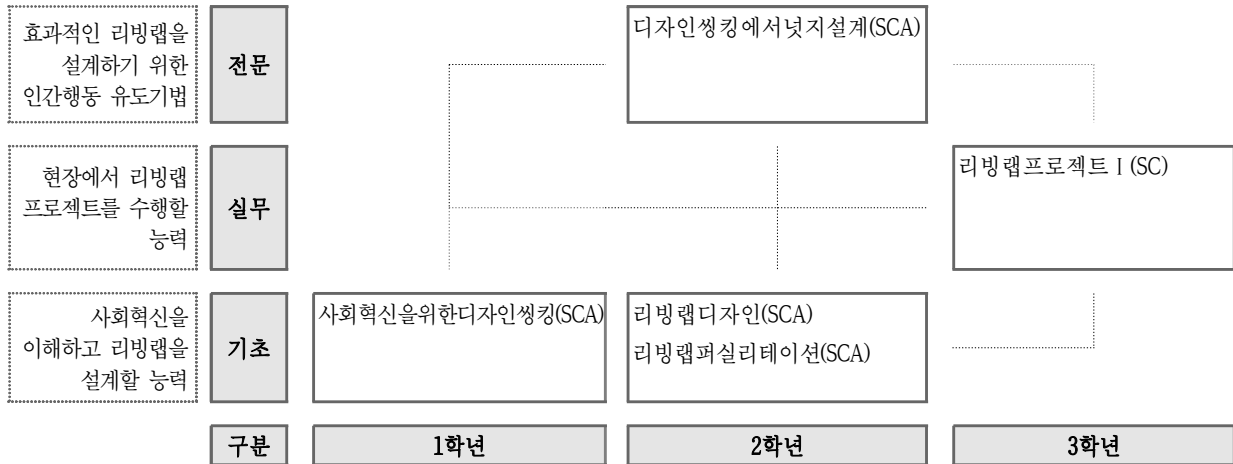 효과적인 리빙랩을
설계하기 위한
인간행동 유도기법
전문
디자인씽킹에서넛지설계(SCA)
현장에서 리빙랩
프로젝트를 수행할
능력
실무
리빙랩프로젝트Ⅰ(SC)
사회혁신을
이해하고 리빙랩을
설계할 능력
기초
사회혁신을위한디자인씽킹(SCA)
리빙랩디자인(SCA)
리빙랩퍼실리테이션(SCA)
구분
1학년
2학년
3학년